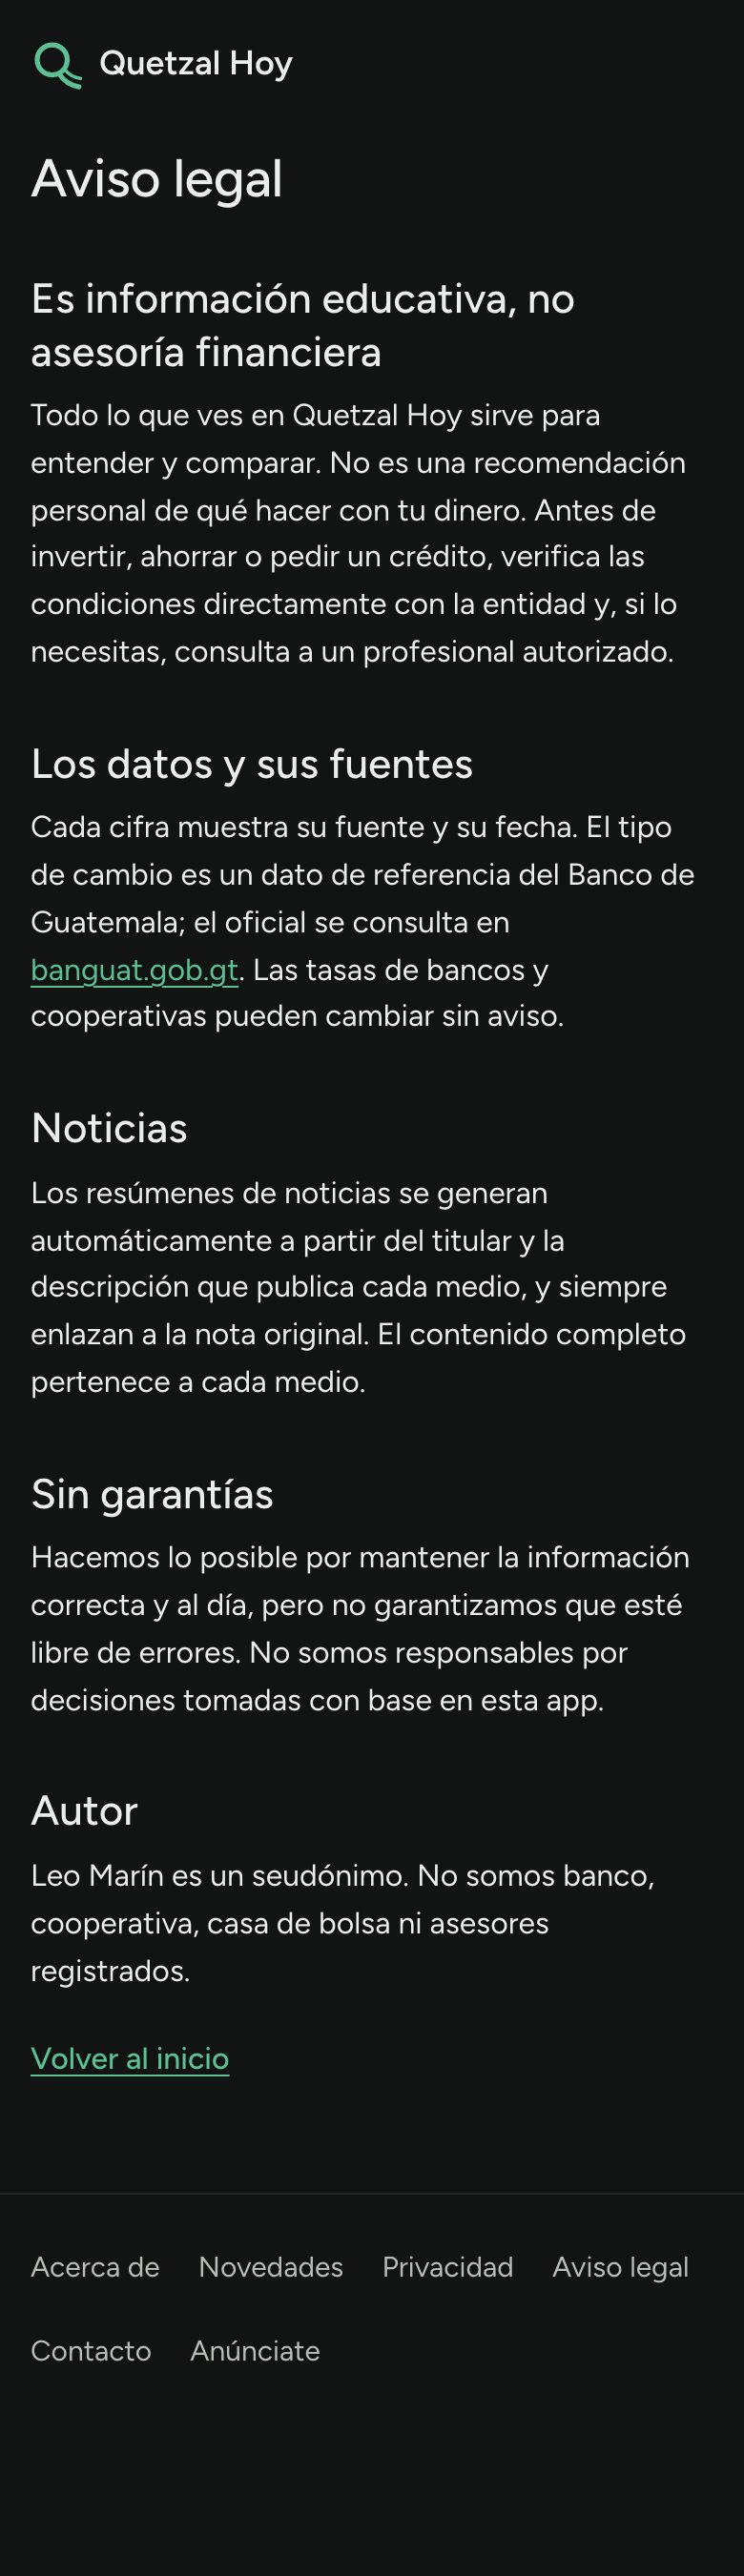 Quetzal Hoy
Aviso legal
Es información educativa, no
asesoría financiera
Todo lo que ves en Quetzal Hoy sirve para
entender y comparar. No es una recomendación
personal de qué hacer con tu dinero. Antes de
invertir, ahorrar o pedir un crédito, verifica las
condiciones directamente con la entidad y, si lo
necesitas, consulta a un profesional autorizado.
Los datos y sus fuentes
Cada cifra muestra su fuente y su fecha. El tipo
de cambio es un dato de referencia del Banco de
Guatemala; el oficial se consulta en
banguat.gob.gt. Las tasas de bancos y
cooperativas pueden cambiar sin aviso.
Noticias
Los resúmenes de noticias se generan
automáticamente a partir del titular y la
descripción que publica cada medio, y siempre
enlazan a la nota original. El contenido completo
pertenece a cada medio.
Sin garantías
Hacemos lo posible por mantener la información
correcta y al día, pero no garantizamos que esté
libre de errores. No somos responsables por
decisiones tomadas con base en esta app.
Autor
Leo Marín es un seudónimo. No somos banco,
cooperativa, casa de bolsa ni asesores
registrados.
Volver al inicio
Acerca de Novedades Privacidad Aviso legal
Contacto Anúnciate